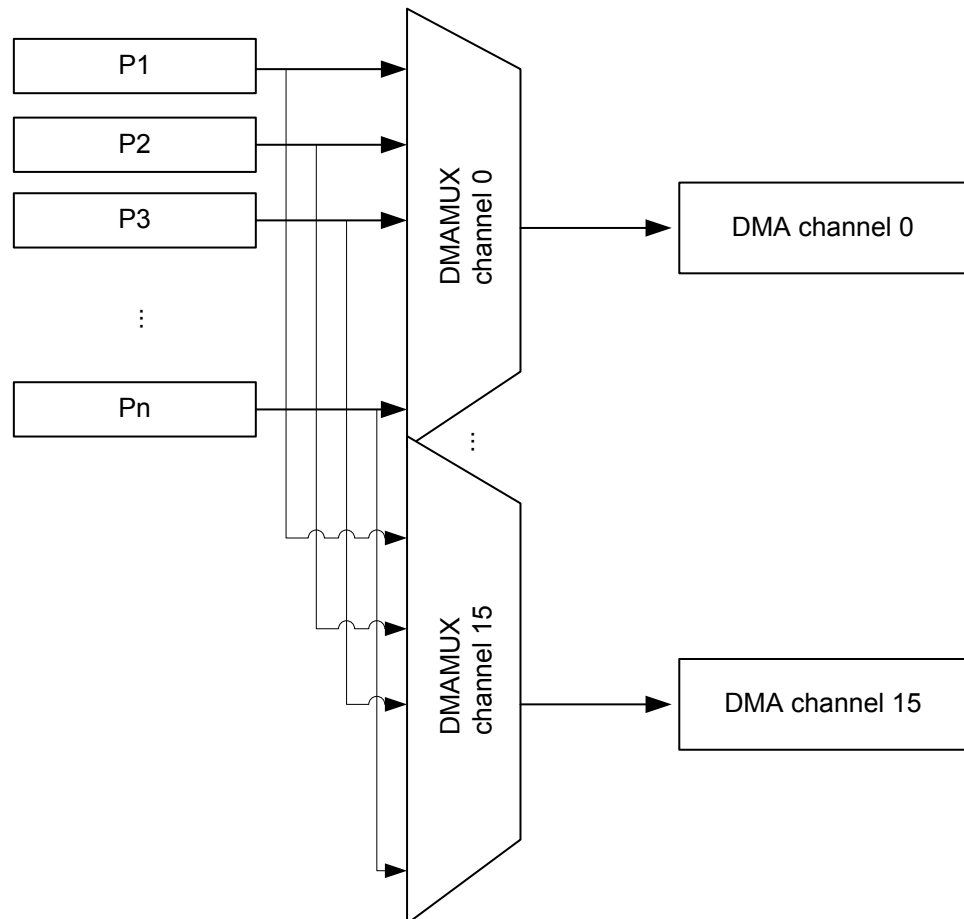 P1
P2
P3
...
Pn
DMAMUX
channel 0
DMA channel 0
...
DMAMUX
channel 15
DMA channel 15